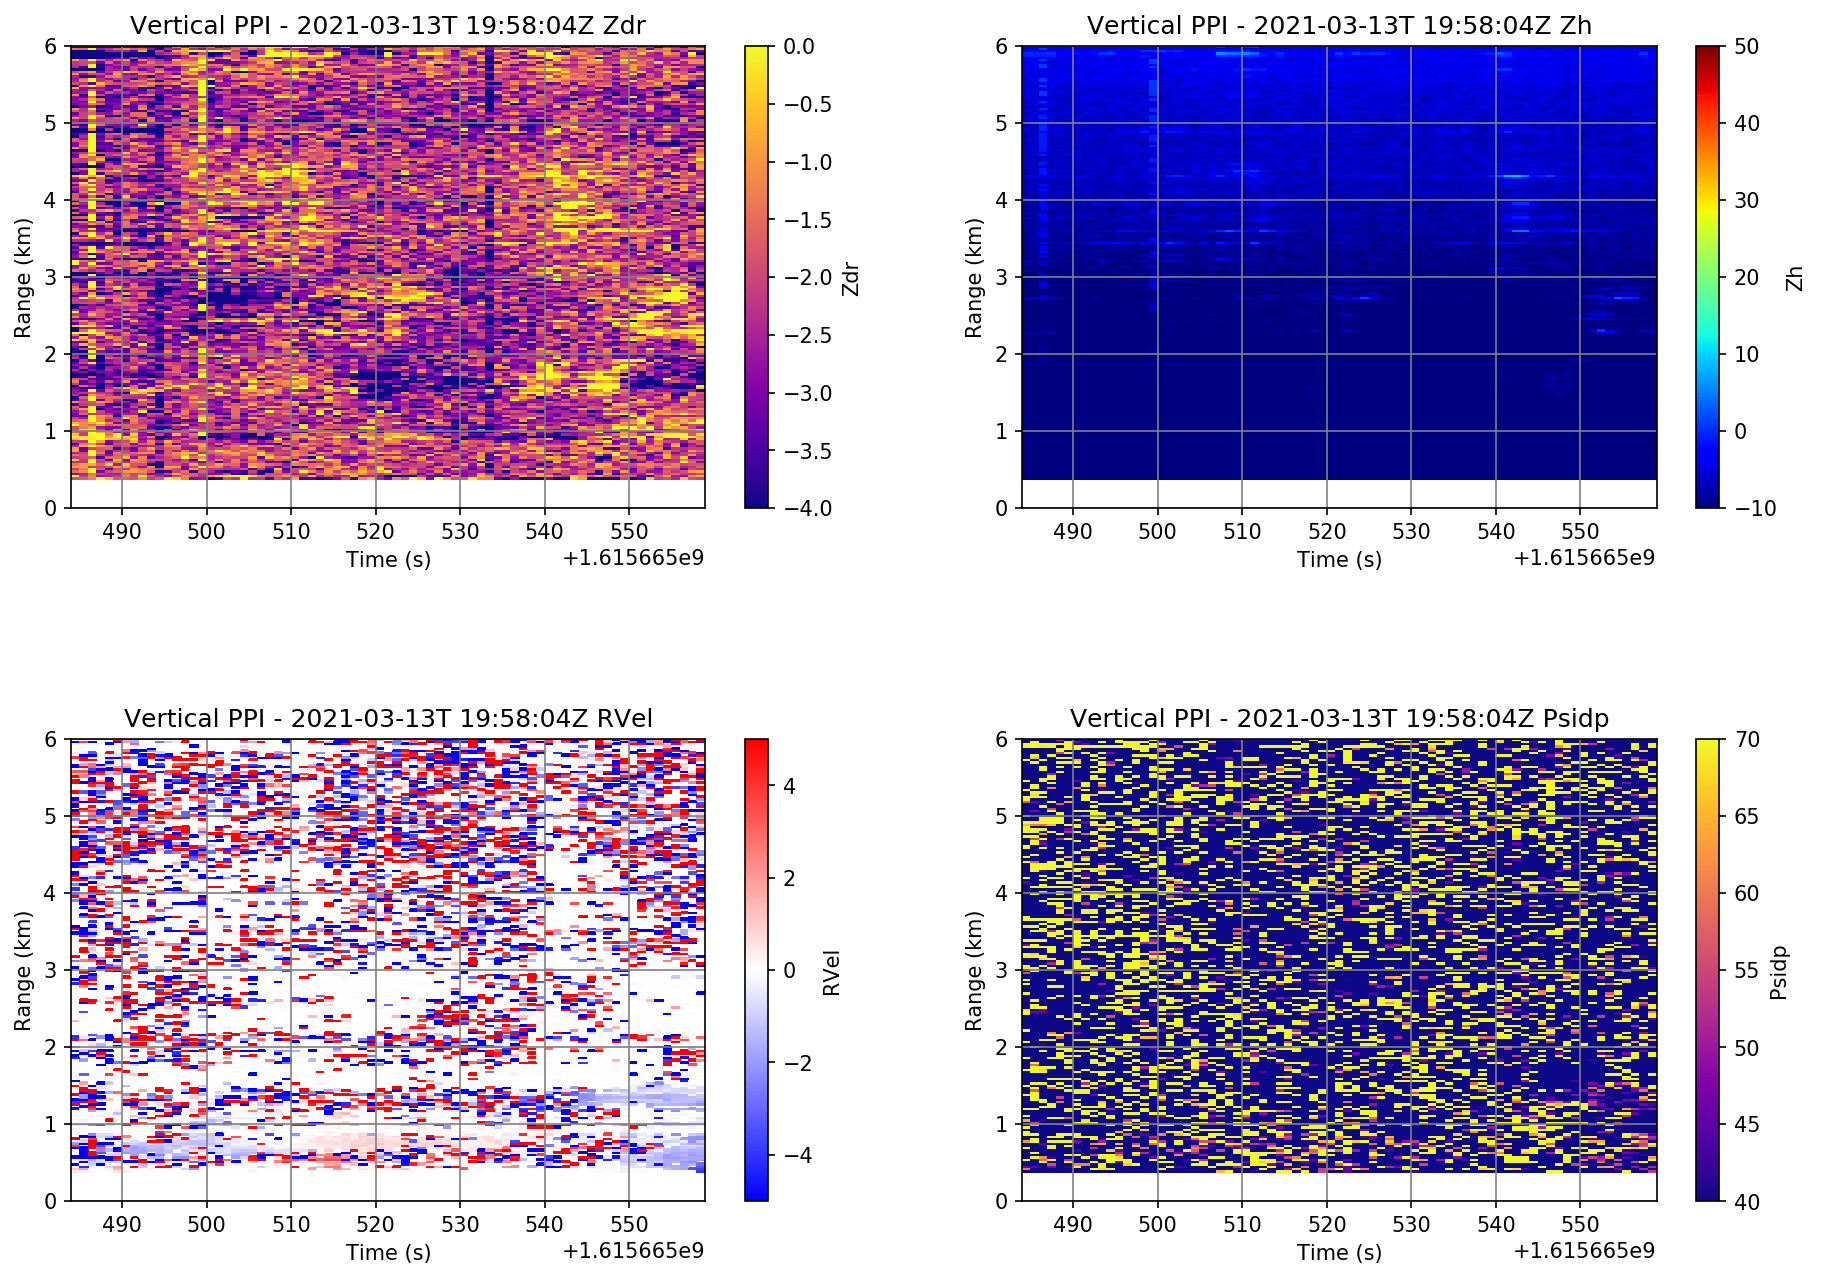 Vertical PPI - 2021-03-13T 19:58:04Z Zdr
6
5
4
3
2
1
0
Range (km)
490 500 510 520 530 540 550
Time (s)
+1.615665e9
0.0
−0.5
−1.0
−1.5
−2.0
−2.5
−3.0
−3.5
−4.0
Zdr
Vertical PPI - 2021-03-13T 19:58:04Z Zh
6
5
4
3
2
1
0
Range (km)
490 500 510 520 530 540 550
Time (s)
+1.615665e9
50
40
30
20
10
0
−10
Zh
Vertical PPI - 2021-03-13T 19:58:04Z RVel
6
5
4
3
2
1
0
Range (km)
490 500 510 520 530 540 550
Time (s)
+1.615665e9
4
2
0
−2
−4
RVel
Vertical PPI - 2021-03-13T 19:58:04Z Psidp
6
5
4
3
2
1
0
Range (km)
490 500 510 520 530 540 550
Time (s)
+1.615665e9
70
65
60
55
50
45
40
Psidp